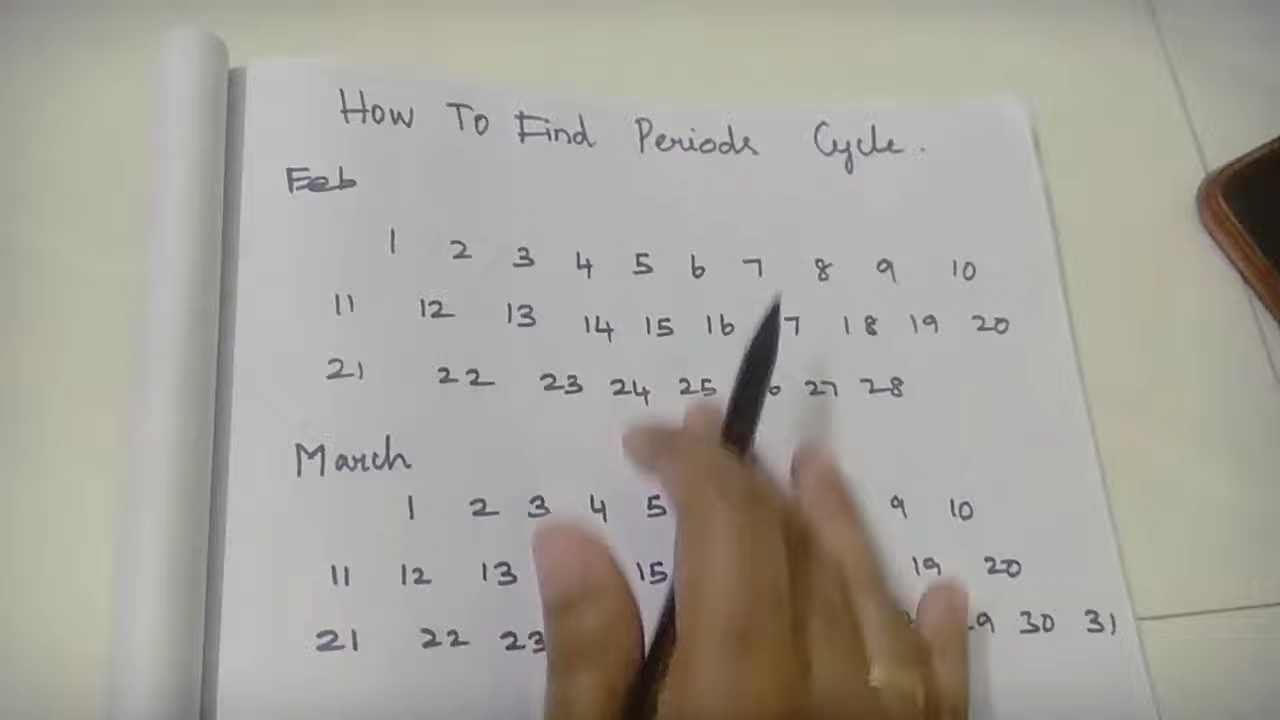 How To Find Periods Cycle.
Feb
1 2 3 4 5 6 7 8 9 10
11 12 13 14 15 16 7 18 19 20
21 22 23 24 25 6 27 28
March
1 2 3 4 5 9 10
11 12 13 15 19 20
21 22 23 30 31